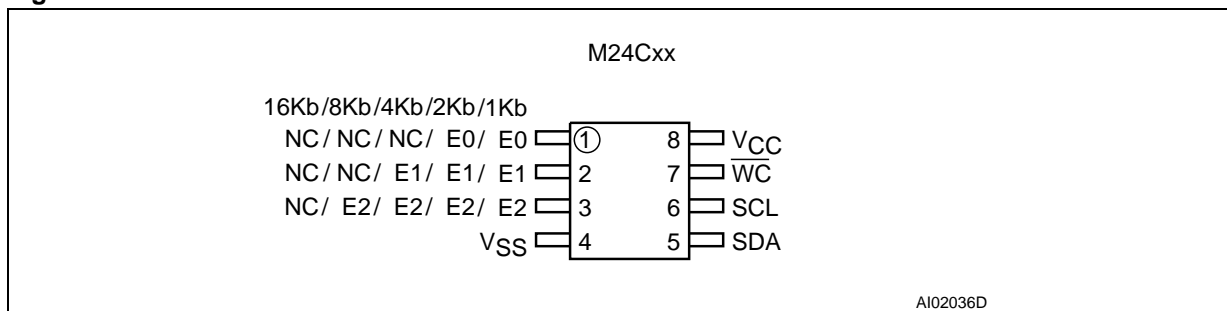 M24Cxx
16Kb/8Kb/4Kb/2Kb/1Kb
NC/ NC/ NC/ E0/ E0 1 8 VCC
NC/ NC/ E1/ E1/ E1 2 7 W̅C̅
NC/ E2/ E2/ E2/ E2 3 6 SCL
VSS 4 5 SDA
AI02036D